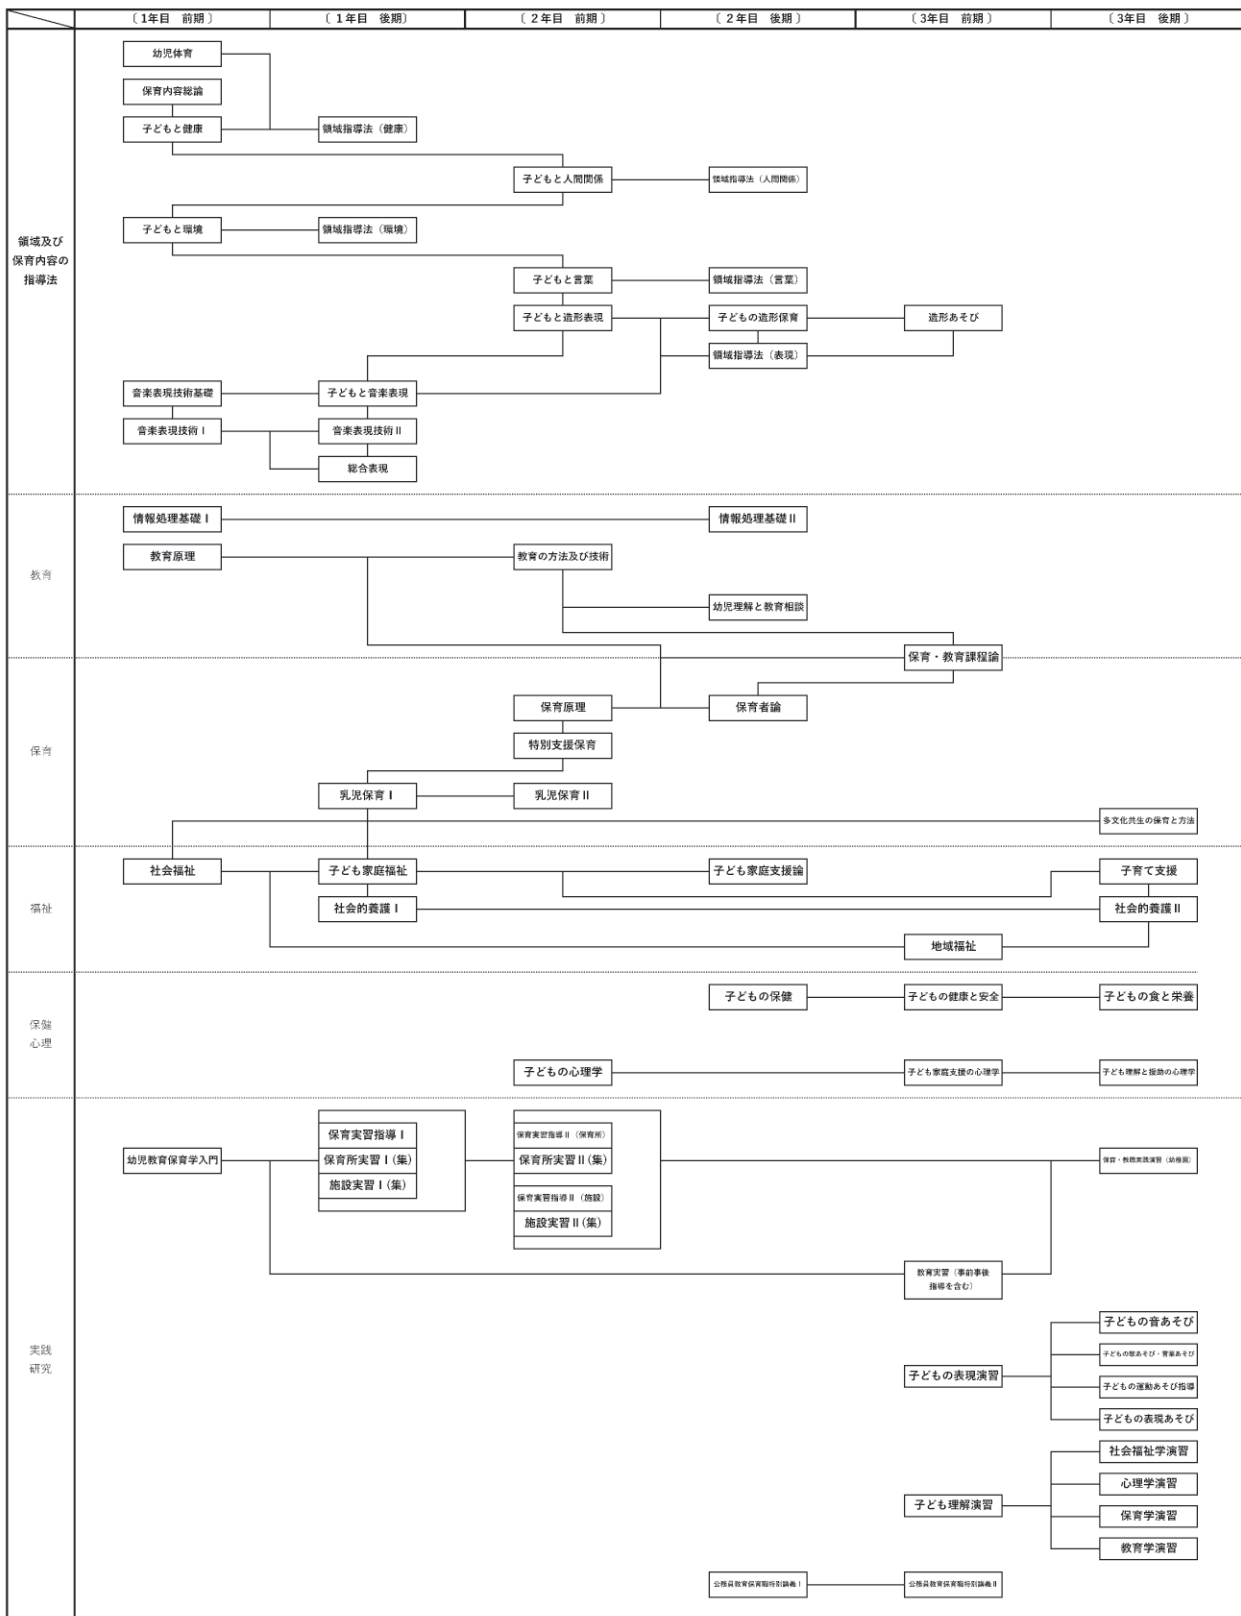 〔 1年目　前期 〕
〔 1年目　後期〕
〔 2年目　前期 〕
〔 2年目　後期 〕
〔 3年目　前期 〕
〔 3年目　後期 〕
領域及び
保育内容の
指導法
幼児体育
保育内容総論
子どもと健康
領域指導法（健康）
子どもと人間関係
領域指導法（人間関係）
子どもと環境
領域指導法（環境）
子どもと言葉
領域指導法（言葉）
子どもと造形表現
子どもの造形保育
造形あそび
領域指導法（表現）
音楽表現技術基礎
子どもと音楽表現
音楽表現技術Ⅰ
音楽表現技術Ⅱ
総合表現
教育
情報処理基礎Ⅰ
情報処理基礎Ⅱ
教育原理
教育の方法及び技術
幼児理解と教育相談
保育・教育課程論
保育
保育原理
保育者論
特別支援保育
乳児保育Ⅰ
乳児保育Ⅱ
多文化共生の保育と方法
福祉
社会福祉
子ども家庭福祉
子ども家庭支援論
子育て支援
社会的養護Ⅰ
社会的養護Ⅱ
地域福祉
保健
心理
子どもの保健
子どもの健康と安全
子どもの食と栄養
子どもの心理学
子ども家庭支援の心理学
子ども理解と援助の心理学
実践
研究
幼児教育保育学入門
保育実習指導Ⅰ
保育所実習Ⅰ(集)
施設実習Ⅰ(集)
保育実習指導Ⅱ（保育所）
保育所実習Ⅱ(集)
保育実習指導Ⅱ（施設）
施設実習Ⅱ(集)
保育・教職実践演習（幼稚園）
教育実習（事前事後
指導を含む）
子どもの表現演習
子どもの音あそび
子どもの歌あそび・言葉あそび
子どもの運動あそび指導
子どもの表現あそび
子ども理解演習
社会福祉学演習
心理学演習
保育学演習
教育学演習
公務員教育保育職特別講義Ⅰ
公務員教育保育職特別講義Ⅱ